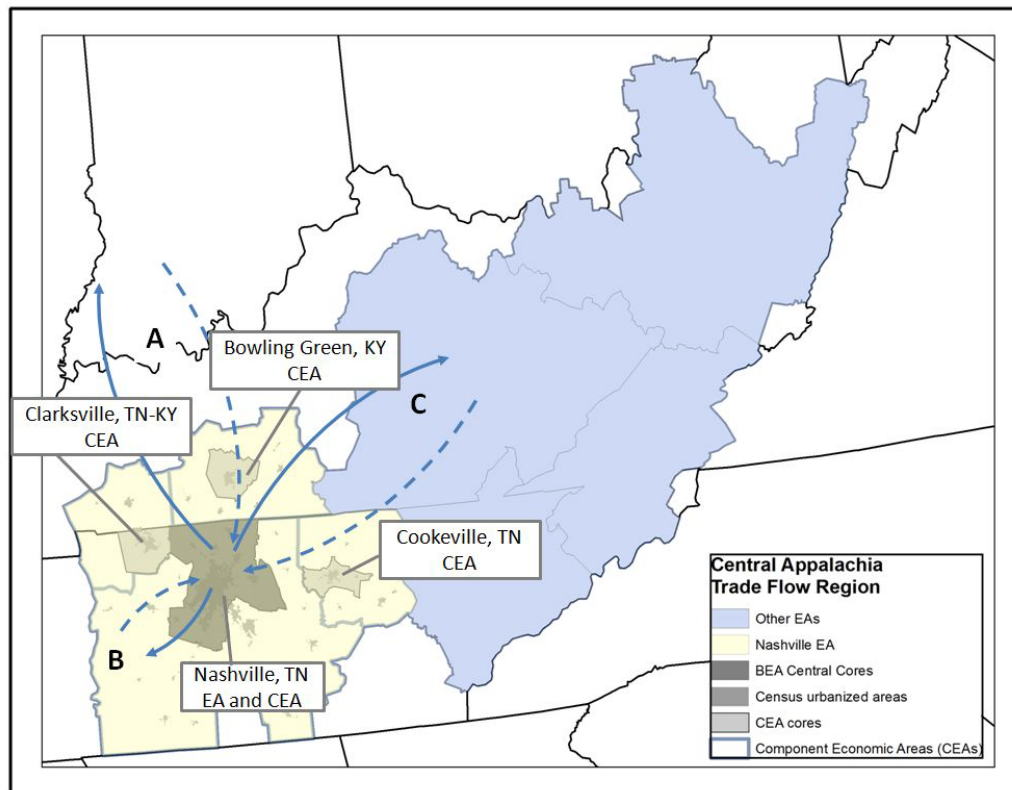 A
Bowling Green, KY
CEA
C
Clarksville, TN-KY
CEA
Cookeville, TN
CEA
B
Nashville, TN
EA and CEA
Central Appalachia
Trade Flow Region
Other EAs
Nashville EA
BEA Central Cores
Census urbanized areas
CEA cores
Component Economic Areas (CEAs)